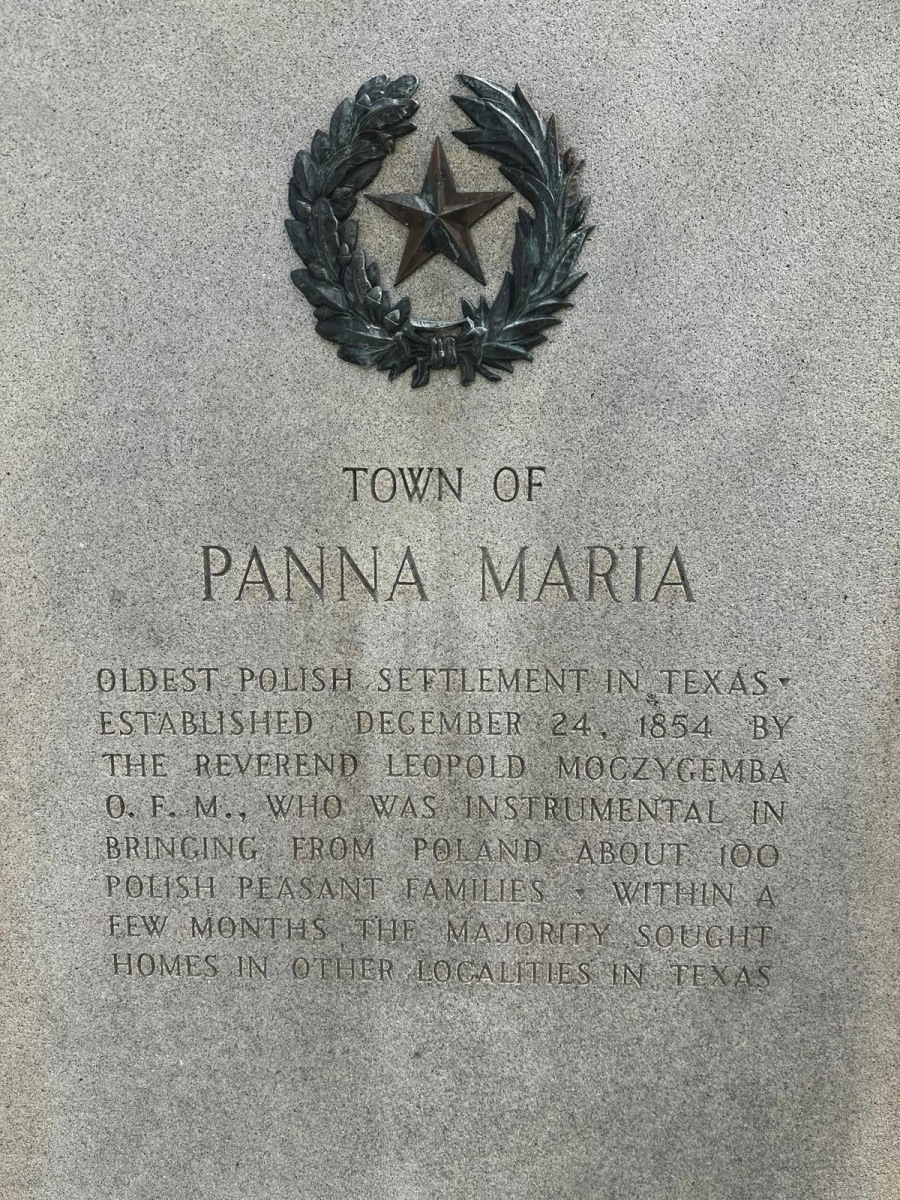 TOWN OF
PANNA MARIA
OLDEST POLISH SETTLEMENT IN TEXAS •
ESTABLISHED DECEMBER 24, 1854 BY
THE REVEREND LEOPOLD MOCZYGEMBA
O. F. M., WHO WAS INSTRUMENTAL IN
BRINGING FROM POLAND ABOUT 100
POLISH PEASANT FAMILIES • WITHIN A
FEW MONTHS THE MAJORITY SOUGHT
HOMES IN OTHER LOCALITIES IN TEXAS